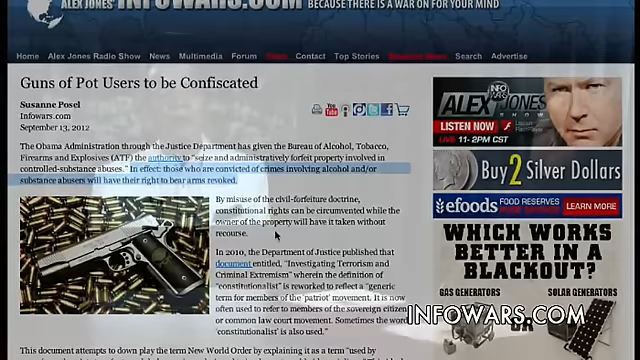 ALEX JONES' INFOWARS.COM BECAUSE THERE IS A WAR ON FOR YOUR MIND
Home Alex Jones Radio Show News Multimedia Forum Contact Top Stories Search Advertise
Guns of Pot Users to be Confiscated
Susanne Posel
Infowars.com
September 13, 2012
The Obama Administration through the Justice Department has given the Bureau of Alcohol, Tobacco,
Firearms and Explosives (ATF) the authority to "seize and administratively forfeit property involved in
controlled-substance abuses." In effect: those who are convicted of crimes involving alcohol and/or
substance abusers will have their right to bear arms revoked.
By misuse of the civil-forfeiture doctrine,
constitutional rights can be circumvented while the
owner of the property will have it taken without
recourse.
In 2010, the Department of Justice published that
document entitled, "Investigating Terrorism and
Criminal Extremism" wherein the definition of
"constitutionalist" is reworked to reflect a "generic
term for members of the 'patriot' movement. It is now
often used to refer to members of the sovereign citizen
or common law court movement. Sometimes the word
'constitutionalist' is also used."
This document attempts to down play the term New World Order by explaining it as a term "used by
INFO WARS
ALEX JONES
SHOW
LISTEN NOW
LIVE 11-2PM CST
Buy 2 Silver Dollars
efoods FOOD RESERVES LEARN MORE
WHICH WORKS
BETTER IN A
BLACKOUT?
GAS GENERATORS SOLAR GENERATORS
OR
INFOWARS.COM